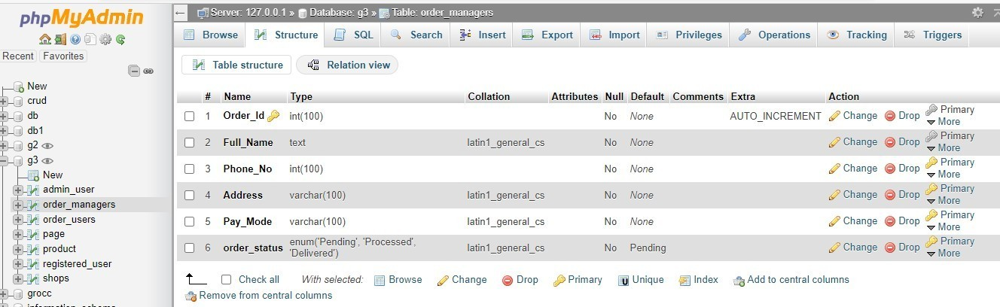 phpMyAdmin
Recent Favorites
New
crud
db
db1
g2
g3
New
admin_user
order_managers
order_users
page
product
registered_user
shops
grocc
information_schema
Server: 127.0.0.1 » Database: g3 » Table: order_managers
Browse Structure SQL Search Insert Export Import Privileges Operations Tracking Triggers
Table structure Relation view
# Name Type Collation Attributes Null Default Comments Extra Action
1 Order_Id int(100) No None AUTO_INCREMENT Change Drop Primary
More
2 Full_Name text latin1_general_cs No None Change Drop Primary
More
3 Phone_No int(100) No None Change Drop Primary
More
4 Address varchar(100) latin1_general_cs No None Change Drop Primary
More
5 Pay_Mode varchar(100) latin1_general_cs No None Change Drop Primary
More
6 order_status enum('Pending', 'Processed', 'Delivered') latin1_general_cs No Pending Change Drop Primary
More
Check all With selected: Browse Change Drop Primary Unique Index Add to central columns
Remove from central columns